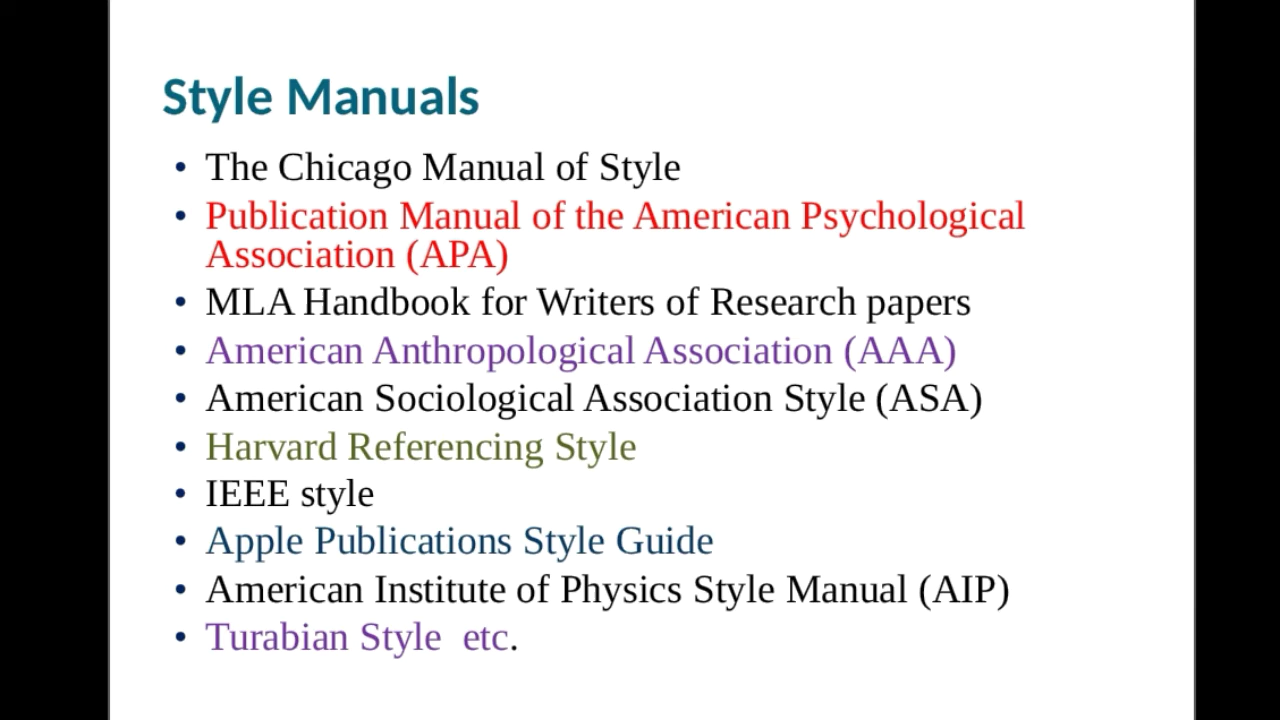 Style Manuals
• The Chicago Manual of Style
• Publication Manual of the American Psychological
Association (APA)
• MLA Handbook for Writers of Research papers
• American Anthropological Association (AAA)
• American Sociological Association Style (ASA)
• Harvard Referencing Style
• IEEE style
• Apple Publications Style Guide
• American Institute of Physics Style Manual (AIP)
• Turabian Style  etc.